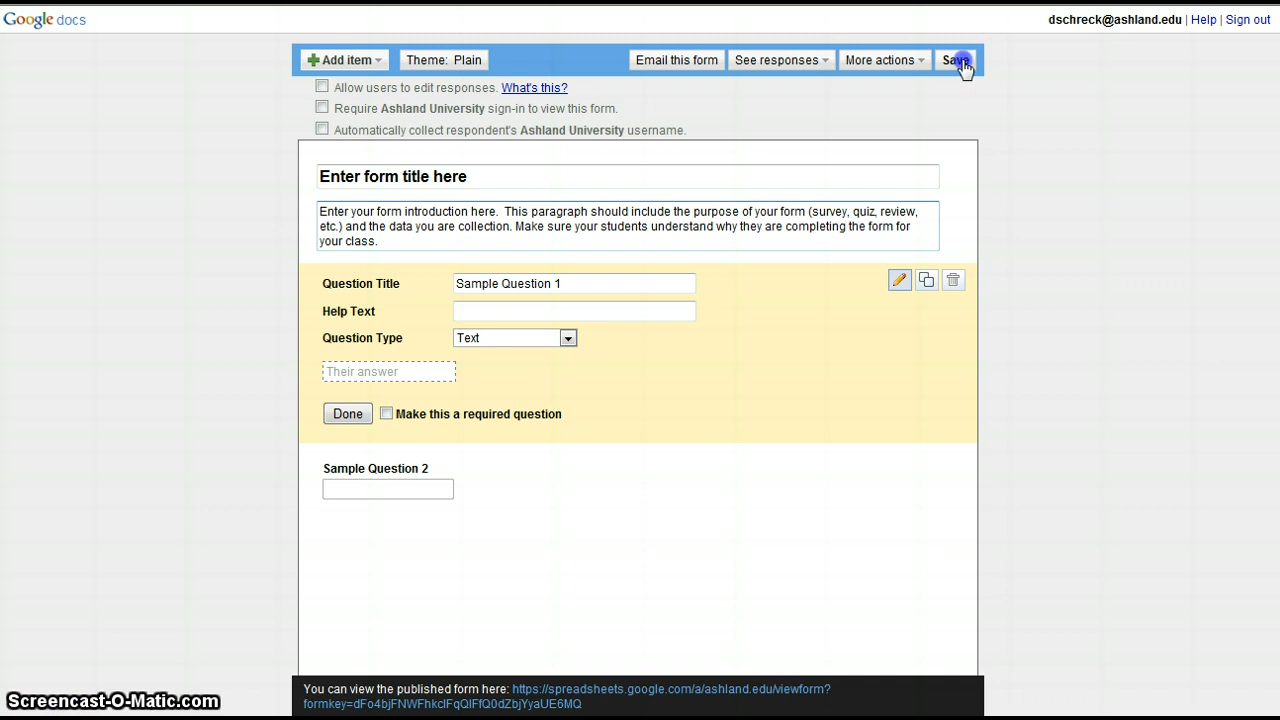 Google docs
dschreck@ashland.edu | Help | Sign out
Add item Theme: Plain Email this form See responses More actions Save
Allow users to edit responses. What's this?
Require Ashland University sign-in to view this form.
Automatically collect respondent's Ashland University username.
Enter form title here
Enter your form introduction here. This paragraph should include the purpose of your form (survey, quiz, review,
etc.) and the data you are collection. Make sure your students understand why they are completing the form for
your class.
Question Title Sample Question 1
Help Text
Question Type Text
Their answer
Done Make this a required question
Sample Question 2
You can view the published form here: https://spreadsheets.google.com/a/ashland.edu/viewform?
Screencast-O-Matic.com